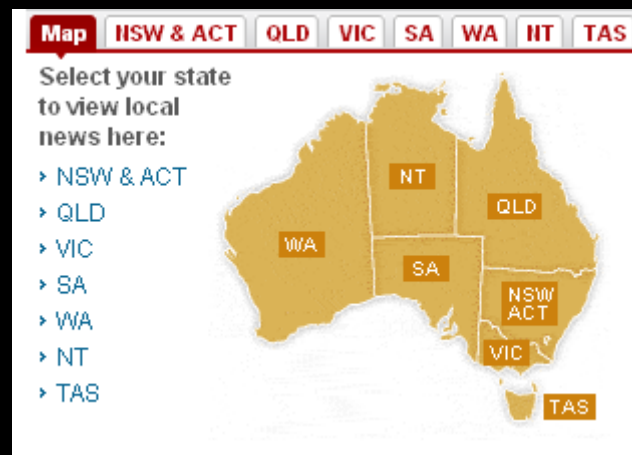 Map NSW & ACT QLD VIC SA WA NT TAS
Select your state
to view local
news here:
NSW & ACT
QLD
VIC
SA
WA
NT
TAS
NT
QLD
WA
SA
NSW
ACT
VIC
TAS